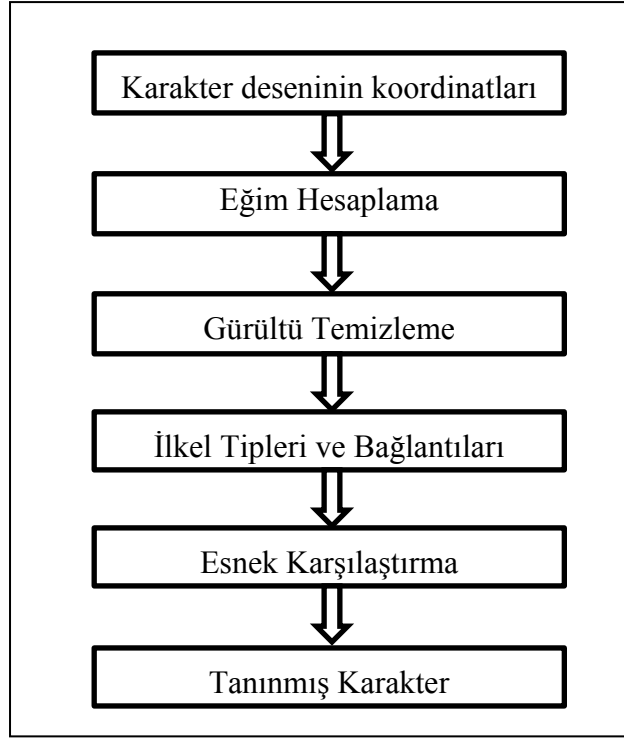 Karakter deseninin koordinatları
Eğim Hesaplama
Gürültü Temizleme
İlkel Tipleri ve Bağlantıları
Esnek Karşılaştırma
Tanınmış Karakter